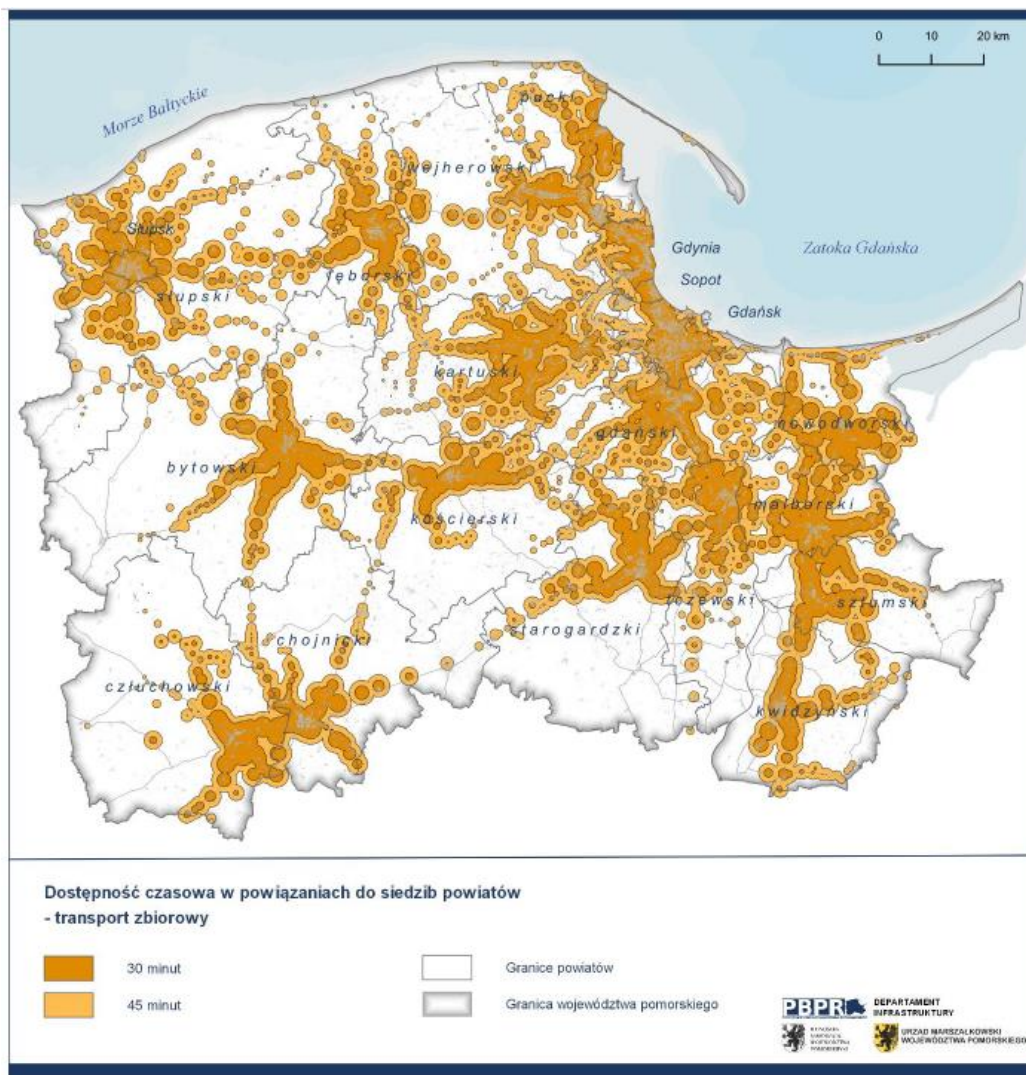 0 10 20 km
Morze Bałtyckie
pucki
wejherowski
Słupsk
Gdynia
Zatoka Gdańska
Sopot
lęborski
słupski
Gdańsk
kartuski
gdański
nowodworski
bytowski
malborski
kościerski
tczewski
sztumski
starogardzki
chojnicki
człuchowski
kwidzyński
Dostępność czasowa w powiązaniach do siedzib powiatów
- transport zbiorowy
30 minut
Granice powiatów
45 minut
Granica województwa pomorskiego
PBPR
DEPARTAMENT
INFRASTRUKTURY
URZĄD MARSZAŁKOWSKI
WOJEWÓDZTWA POMORSKIEGO